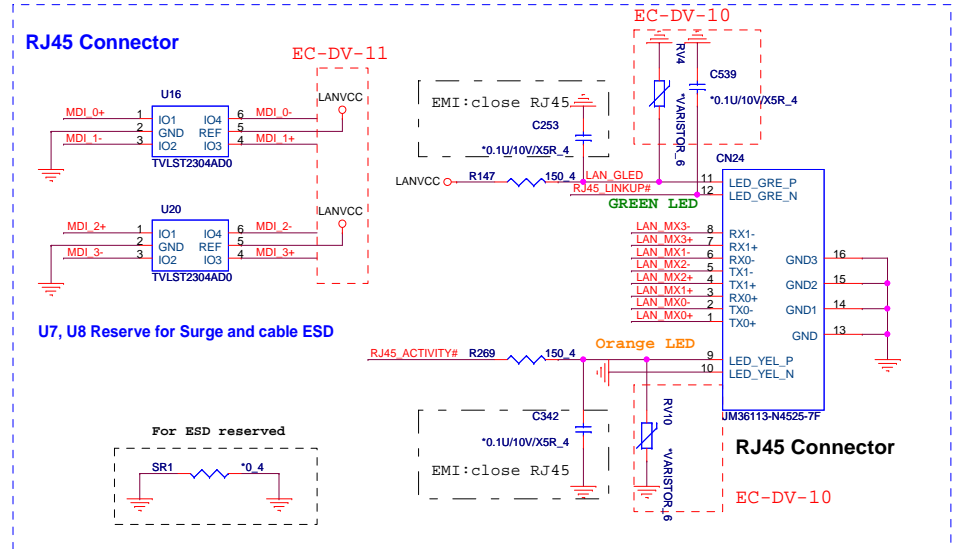 RJ45 Connector
EC-DV-11
EC-DV-10
U16
LANVCC
MDI_0+ 1 IO1 IO4 6 MDI_0-
2 GND REF 5
MDI_1- 3 IO2 IO3 4 MDI_1+
TVLST2304AD0
U20
LANVCC
MDI_2+ 1 IO1 IO4 6 MDI_2-
2 GND REF 5
MDI_3- 3 IO2 IO3 4 MDI_3+
TVLST2304AD0
U7, U8 Reserve for Surge and cable ESD
For ESD reserved
SR1 *0_4
EMI:close RJ45
C253
*0.1U/10V/X5R_4
RV4
*VARISTOR_6
C539
*0.1U/10V/X5R_4
CN24
LANVCC R147 150_4 LAN_GLED 11 LED_GRE_P
RJ45_LINKUP# 12 LED_GRE_N
GREEN LED
LAN_MX3- 8 RX1-
LAN_MX3+ 7 RX1+
LAN_MX1- 6 RX0-
LAN_MX2- 5 TX1-
LAN_MX2+ 4 TX1+
LAN_MX1+ 3 RX0+
LAN_MX0- 2 TX0-
LAN_MX0+ 1 TX0+
GND3 16
GND2 15
GND1 14
GND 13
Orange LED
RJ45_ACTIVITY# R269 150_4 9 LED_YEL_P
10 LED_YEL_N
C342
*0.1U/10V/X5R_4
EMI:close RJ45
RV10
*VARISTOR_6
JM36113-N4525-7F
RJ45 Connector
EC-DV-10